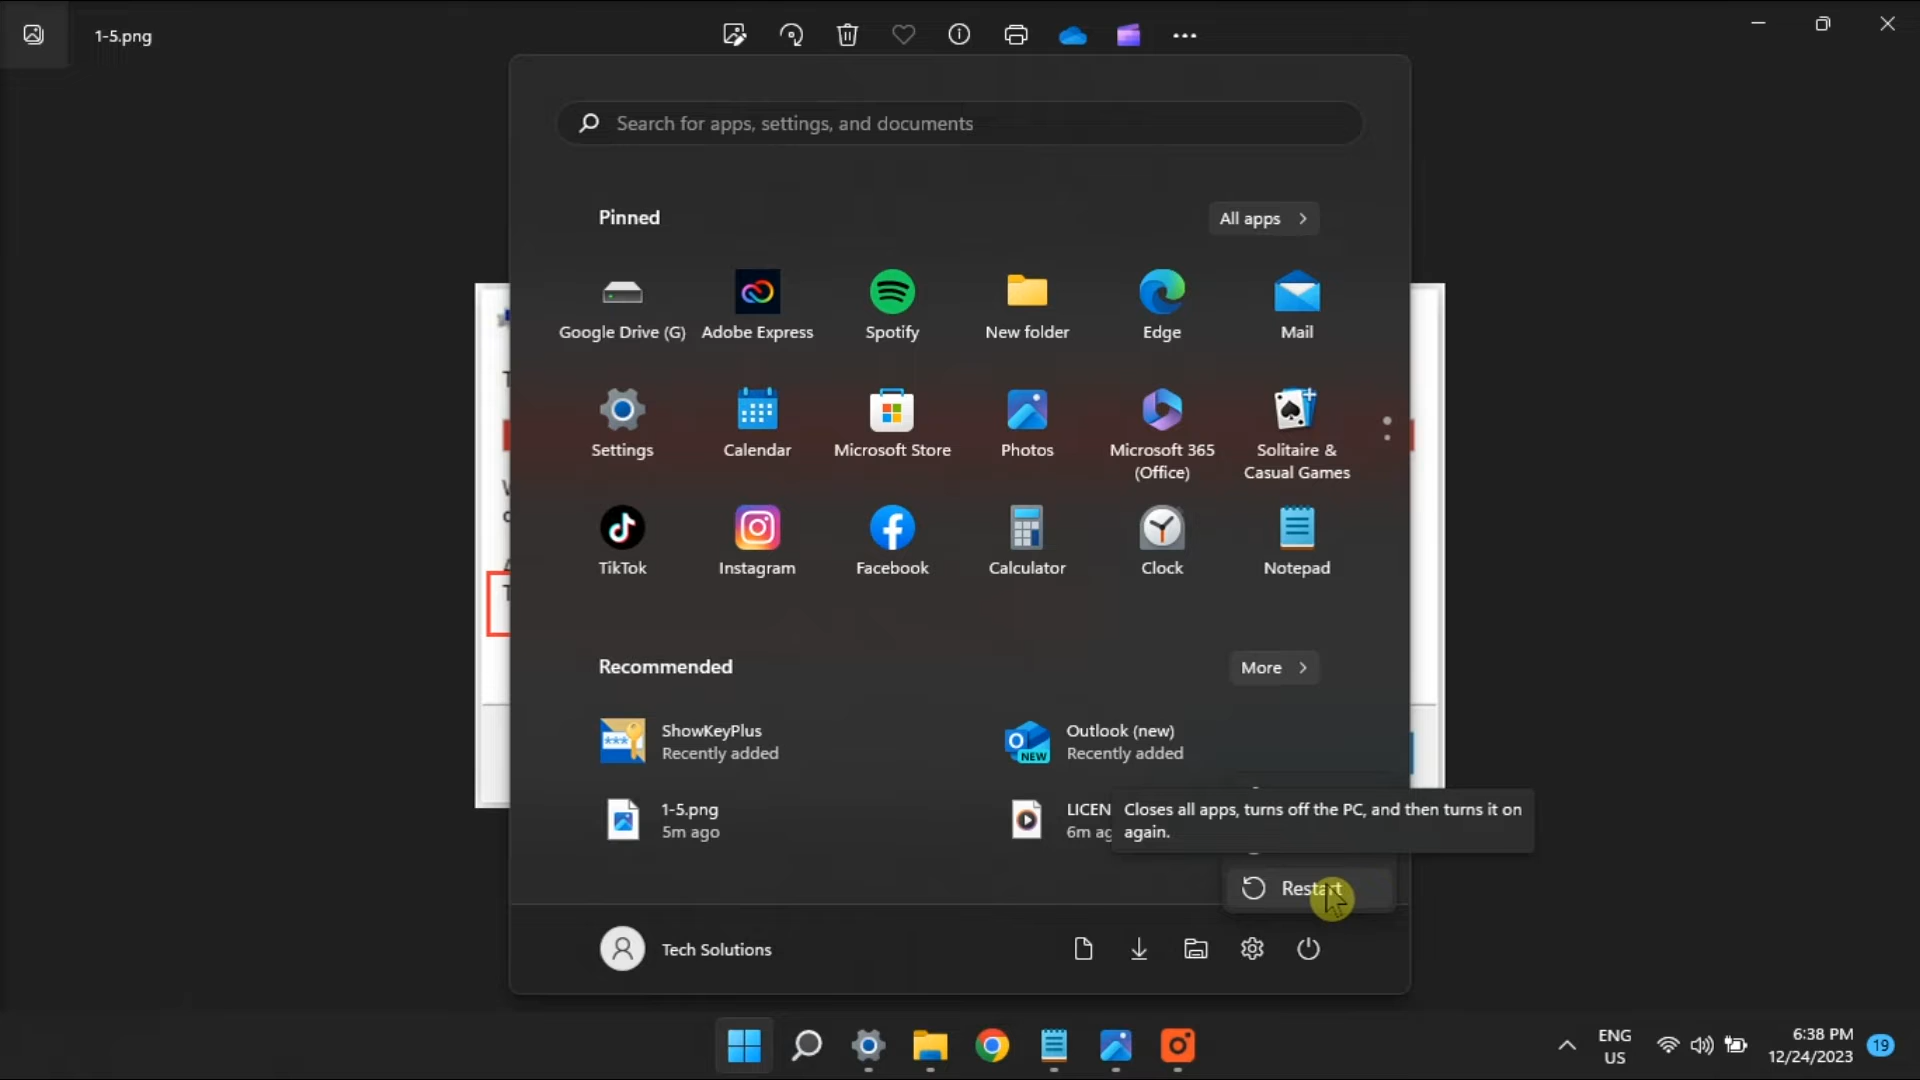 1-5.png
Search for apps, settings, and documents
Pinned
All apps
Google Drive (G)
Adobe Express
Spotify
New folder
Edge
Mail
Settings
Calendar
Microsoft Store
Photos
Microsoft 365
(Office)
Solitaire &
Casual Games
TikTok
Instagram
Facebook
Calculator
Clock
Notepad
Recommended
More
ShowKeyPlus
Recently added
Outlook (new)
NEW
Recently added
1-5.png
5m ago
LICEN
6m ag
Closes all apps, turns off the PC, and then turns it on
again.
Restart
Tech Solutions
ENG
US
6:38 PM
12/24/2023
19